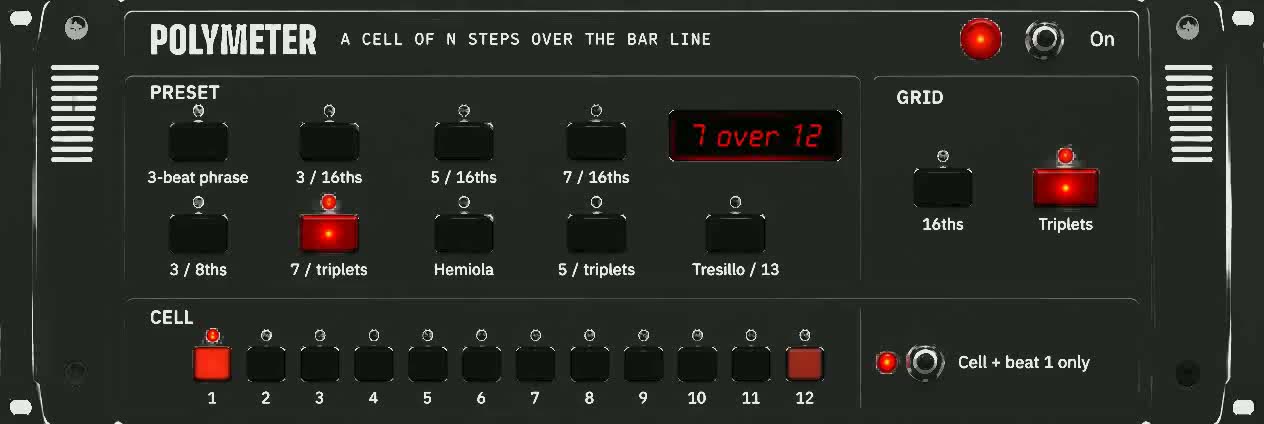 POLYMETER A CELL OF N STEPS OVER THE BAR LINE On
PRESET
GRID
7 over 12
3-beat phrase 3 / 16ths 5 / 16ths 7 / 16ths
16ths Triplets
3 / 8ths 7 / triplets Hemiola 5 / triplets Tresillo / 13
CELL
Cell + beat 1 only
1 2 3 4 5 6 7 8 9 10 11 12